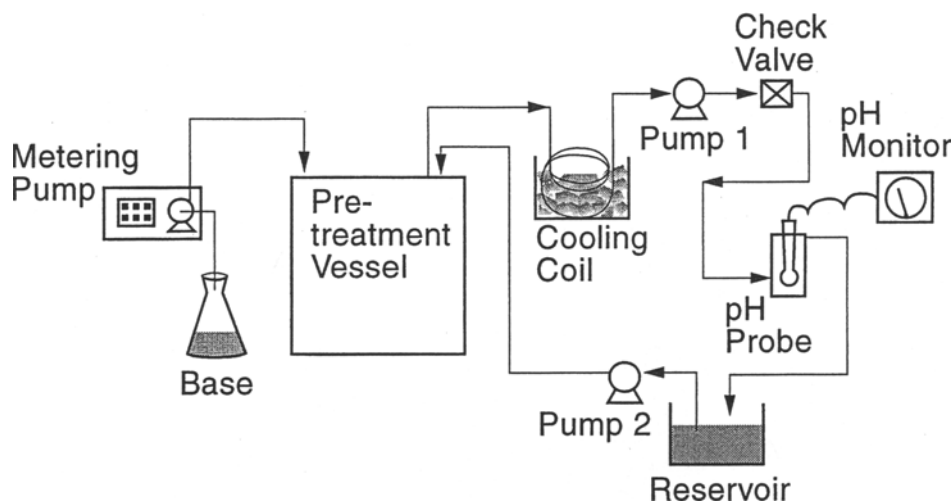 Check
Valve
pH
Monitor
Pump 1
Metering
Pump
Pre-
treatment
Vessel
Cooling
Coil
pH
Probe
Base
Pump 2
Reservoir